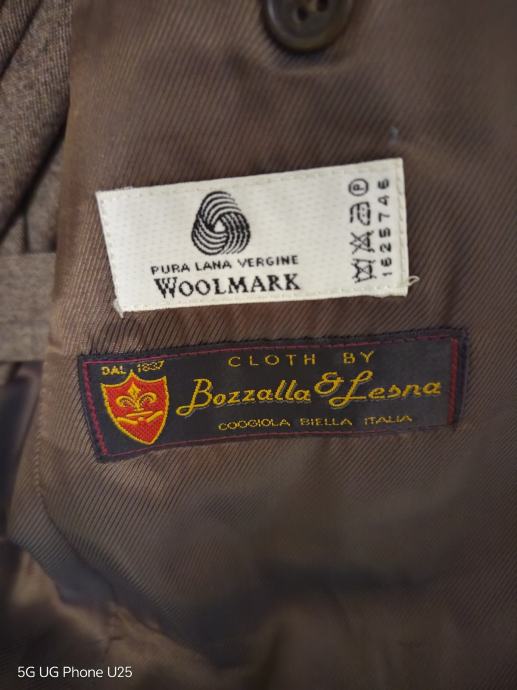 PURA LANA VERGINE
WOOLMARK
1625746
DAL 1837
CLOTH BY
Bozzalla & Lesna
COGGIOLA BIELLA ITALIA
5G UG Phone U25